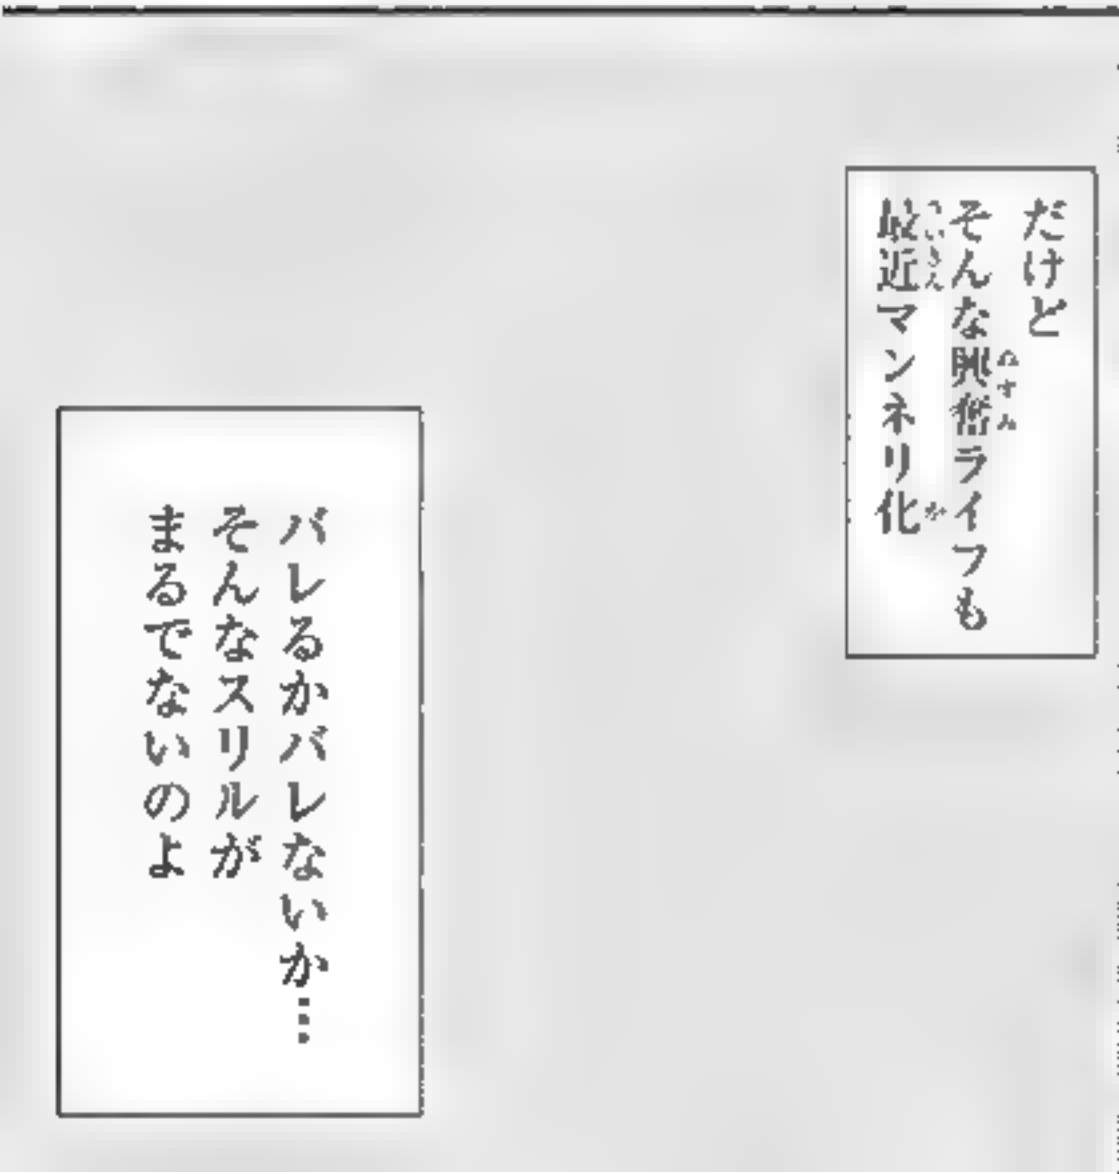 だけど
そんな興奮ライフも
最近マンネリ化
バレるかバレないか…
そんなスリルが
まるでないのよ